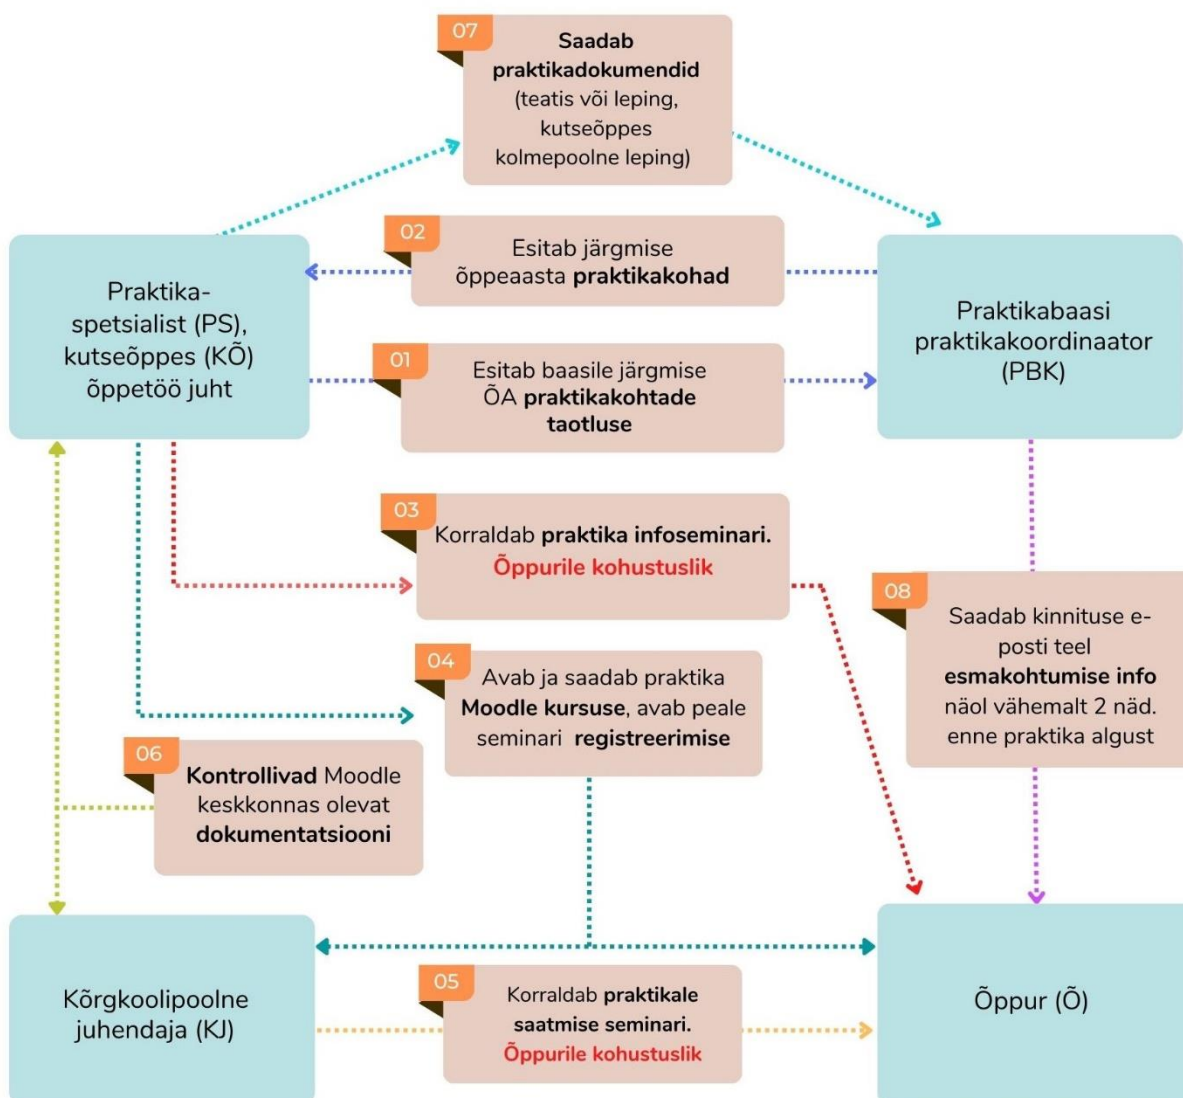 07
Saadab
praktikadokumendid
(teatis või leping,
kutseõppes
kolmepoolne leping)
02
Esitab järgmise
õppeaasta praktikakohad
Praktika-
spetsialist (PS),
kutseõppes (KÕ)
õppetöö juht
Praktikabaasi
praktikakoordinaator
(PBK)
01
Esitab baasile järgmise
ÕA praktikakohtade
taotluse
03
Korraldab praktika infoseminari.
Õppurile kohustuslik
08
Saadab kinnituse e-
posti teel
esmakohtumise info
näol vähemalt 2 näd.
enne praktika algust
04
Avab ja saadab praktika
Moodle kursuse, avab peale
seminari registreerimise
06
Kontrollivad Moodle
keskkonnas olevat
dokumentatsiooni
Kõrgkoolipoolne
juhendaja (KJ)
05
Korraldab praktikale
saatmise seminari.
Õppurile kohustuslik
Õppur (Õ)